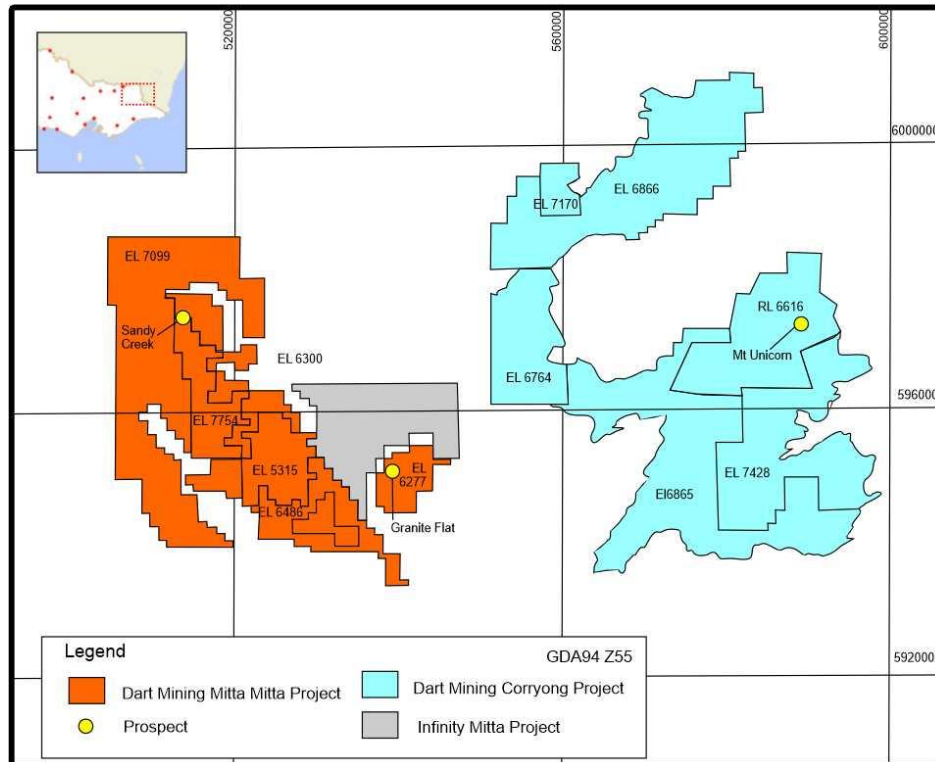 520000
560000
600000
6000000
EL 6866
EL 7170
EL 7099
RL 6616
Sandy
Creek
EL 6300
Mt Unicorn
EL 6764
596000
EL 7754
EL 5315
EL
6277
EL 7428
El6865
EL 6486
Granite Flat
592000
Legend
GDA94 Z55
Dart Mining Mitta Mitta Project
Dart Mining Corryong Project
Prospect
Infinity Mitta Project